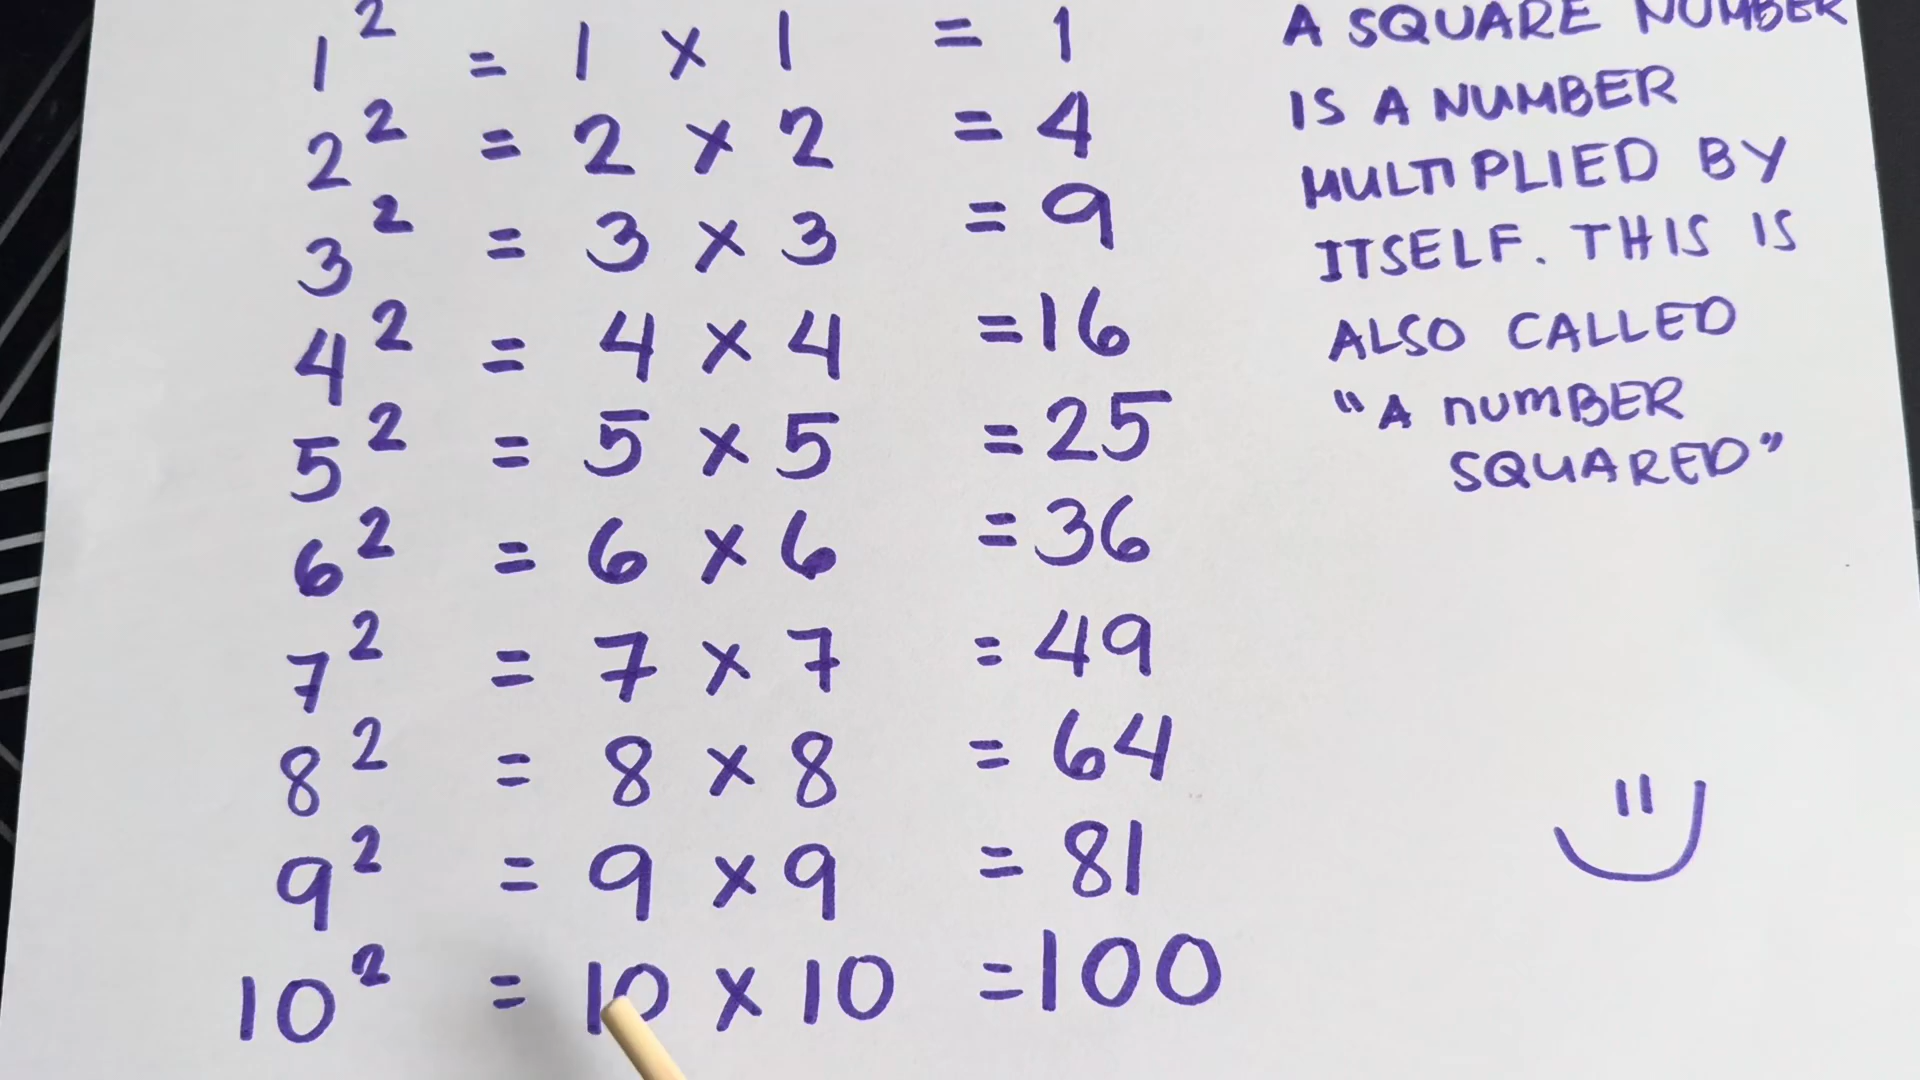 1² = 1 × 1 = 1
2² = 2 × 2 = 4
3² = 3 × 3 = 9
4² = 4 × 4 = 16
5² = 5 × 5 = 25
6² = 6 × 6 = 36
7² = 7 × 7 = 49
8² = 8 × 8 = 64
9² = 9 × 9 = 81
10² = 10 × 10 = 100
A SQUARE NUMBER
IS A NUMBER
MULTIPLIED BY
ITSELF. THIS IS
ALSO CALLED
"A NUMBER
SQUARED"